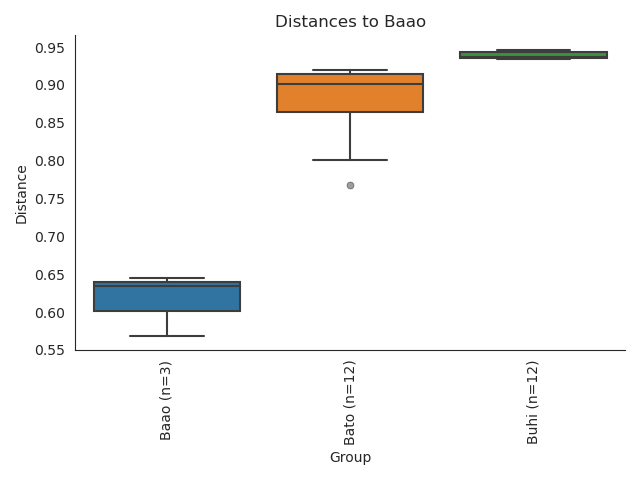 Distances to Baao
0.95
0.90
0.85
0.80
0.75
0.70
0.65
0.60
0.55
Distance
Baao (n=3)
Bato (n=12)
Buhi (n=12)
Group